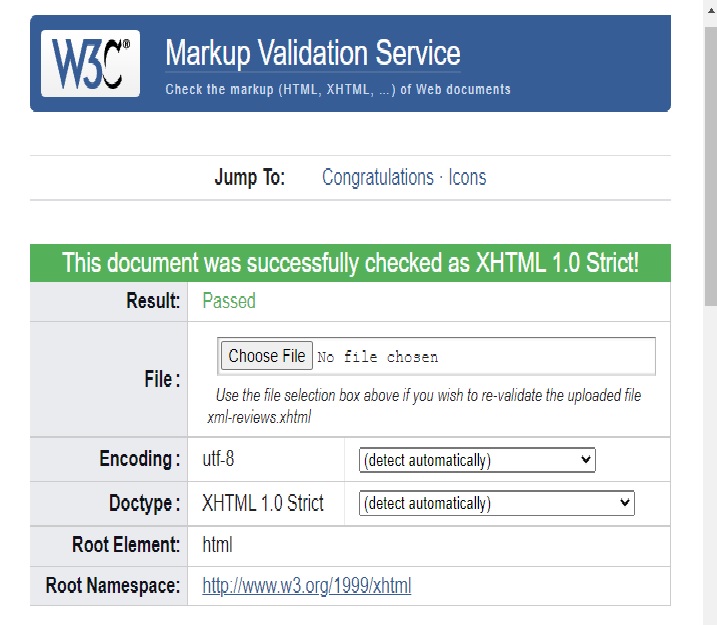 W3C®
Markup Validation Service
Check the markup (HTML, XHTML, ...) of Web documents
Jump To: Congratulations · Icons
This document was successfully checked as XHTML 1.0 Strict!
Result: Passed
File : Choose File No file chosen
Use the file selection box above if you wish to re-validate the uploaded file
xml-reviews.xhtml
Encoding : utf-8 (detect automatically)
Doctype : XHTML 1.0 Strict (detect automatically)
Root Element: html
Root Namespace: http://www.w3.org/1999/xhtml